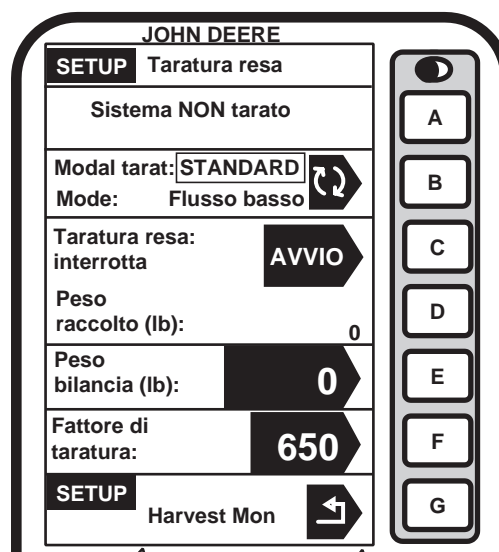 JOHN DEERE
SETUP Taratura resa
Sistema NON tarato
Modal tarat: STANDARD
Mode: Flusso basso
Taratura resa:
interrotta
AVVIO
Peso
raccolto (lb):
0
Peso
bilancia (lb):
0
Fattore di
taratura:
650
SETUP
Harvest Mon
A
B
C
D
E
F
G